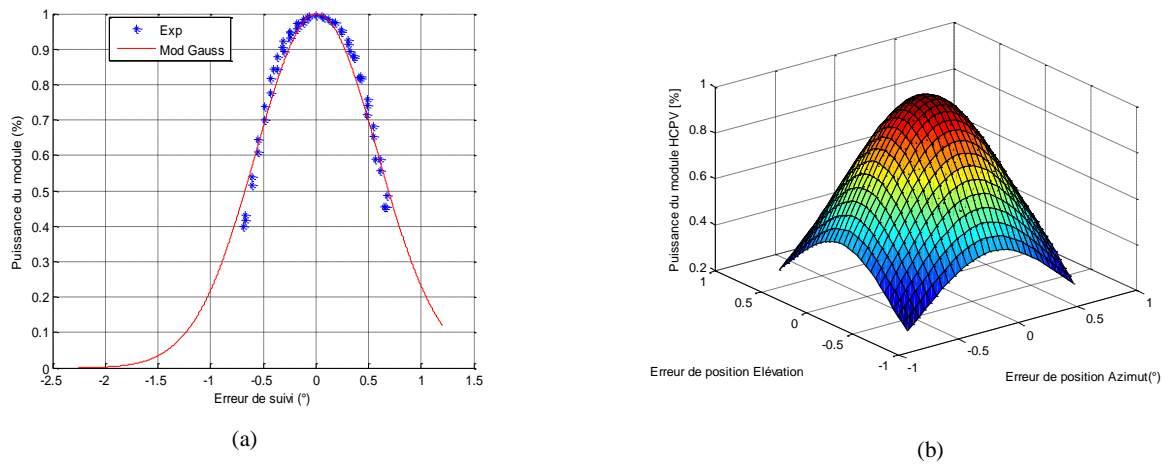 Exp
Mod Gauss
Puissance du module (%)
1
0.9
0.8
0.7
0.6
0.5
0.4
0.3
0.2
0.1
0
-2.5 -2 -1.5 -1 -0.5 0 0.5 1 1.5
Erreur de suivi (°)
(a)
Puissance du module HCPV [%]
1
0.8
0.6
0.4
0.2
1
0.5
0
-0.5
-1
Erreur de position Elévation
-1
-0.5
0
0.5
1
Erreur de position Azimut(°)
(b)